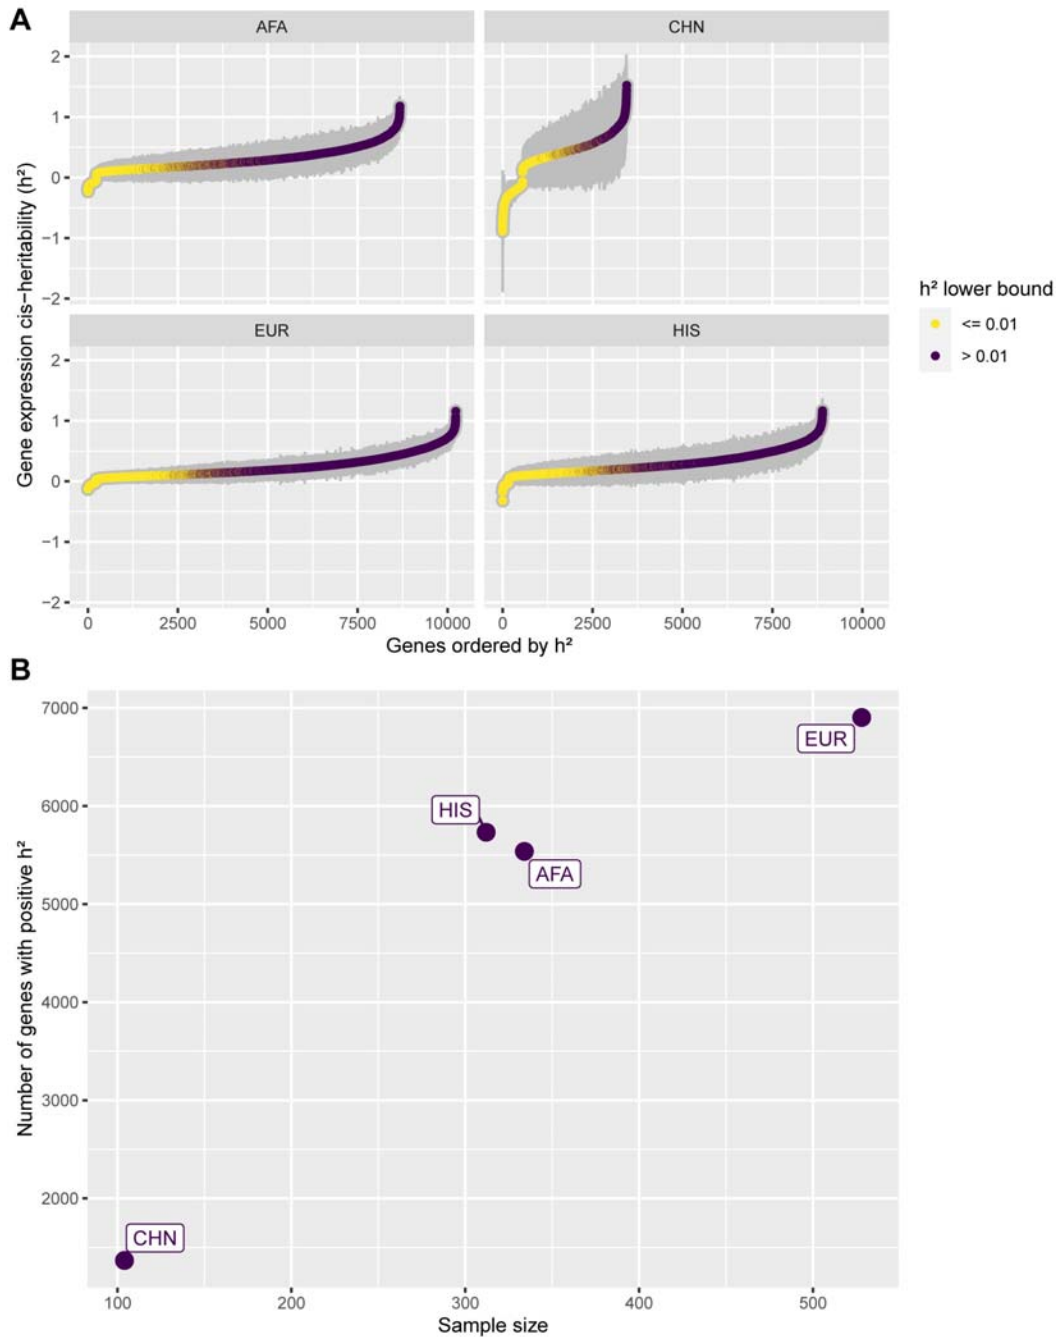 A
AFA
CHN
2
1
0
−1
−2
EUR
HIS
2
1
0
−1
−2
0 2500 5000 7500 10000
0 2500 5000 7500 10000
Genes ordered by h²
Gene expression cis−heritability (h²)
h² lower bound
<= 0.01
> 0.01
B
7000
6000
5000
4000
3000
2000
EUR
HIS
AFA
CHN
100 200 300 400 500
Sample size
Number of genes with positive h²